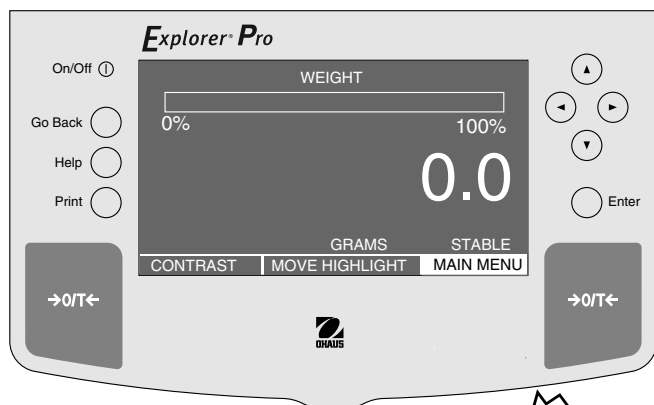 Explorer® Pro
On/Off
Go Back
Help
Print
WEIGHT
0% 100%
0.0
GRAMS STABLE
CONTRAST MOVE HIGHLIGHT MAIN MENU
Enter
→0/T← →0/T←
OHAUS